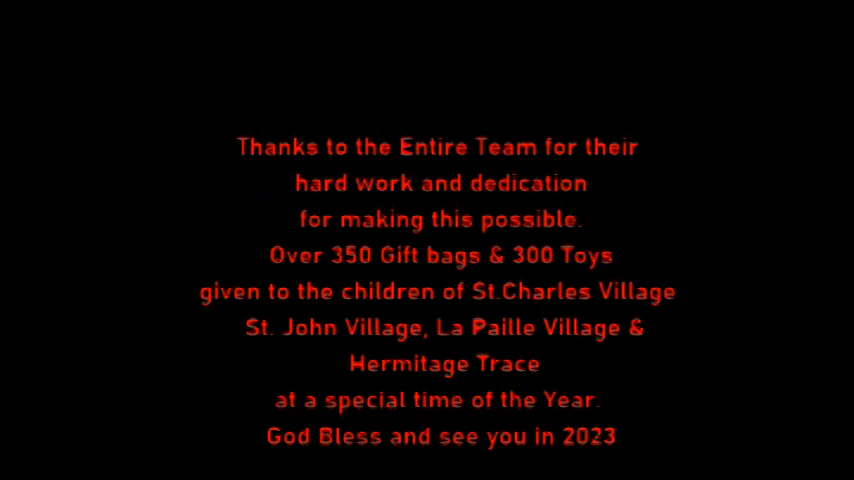 Thanks to the Entire Team for their
hard work and dedication
for making this possible.
Over 350 Gift bags & 300 Toys
given to the children of St.Charles Village
St. John Village, La Paille Village &
Hermitage Trace
at a special time of the Year.
God Bless and see you in 2023